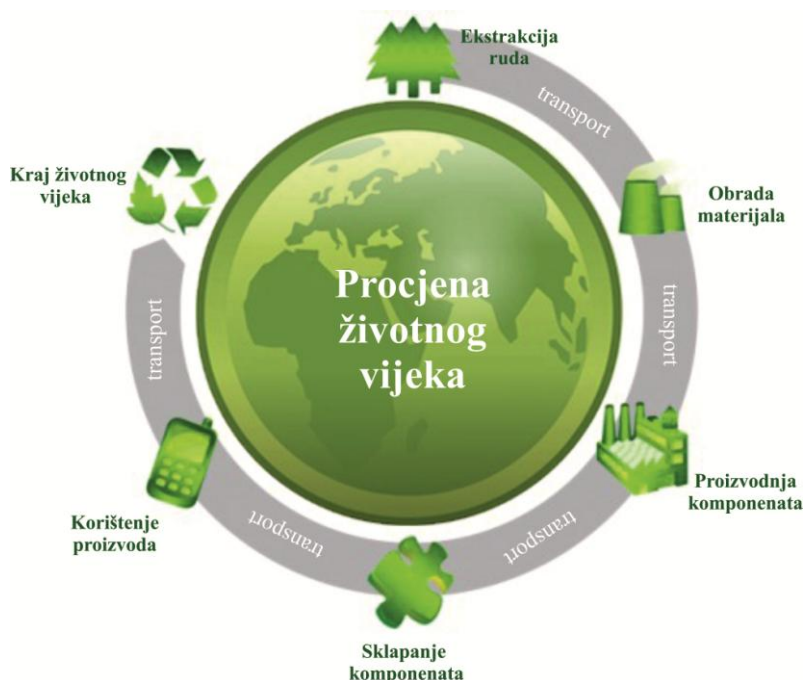 Ekstrakcija
ruda
transport
Obrada
materijala
transport
Proizvodnja
komponenata
transport
Sklapanje
komponenata
transport
Korištenje
proizvoda
transport
Kraj životnog
vijeka
Procjena
životnog
vijeka